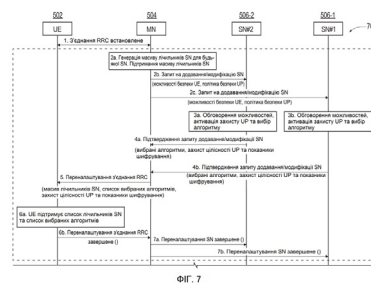 502
504
506-2
506-1
UE
MN
SN#2
SN#1
1. З'єднання RRC встановлене
2a. Генерація масиву лічильників SN для будь-
якої SN. Підтримання масиву лічильників SN
2b. Запит на додавання/модифікацію SN
(можливості безпеки UE, політика безпеки UP)
2c. Запит на додавання/модифікацію SN
(можливості безпеки UE, політика безпеки UP)
3a. Обговорення можливостей,
активація захисту UP та вибір
алгоритму
3b. Обговорення можливостей,
активація захисту UP та вибір
алгоритму
4a. Підтвердження запиту додавання/модифікації SN
(вибрані алгоритми, захист цілісності UP та показники
шифрування)
4b. Підтвердження запиту додавання/модифікації SN
(вибрані алгоритми, захист цілісності UP та показники
шифрування)
5. Переналаштування З'єднання RRC
(масив лічильників SN, список вибраних алгоритмів,
захист цілісності UP та показники
шифрування)
6a. UE підтримує список лічильників SN
та список вибраних алгоритмів
6b. Переналаштування З'єднання RRC
завершене ()
7a. Переналаштування SN завершене ()
7b. Переналаштування SN завершене ()
ФІГ. 7